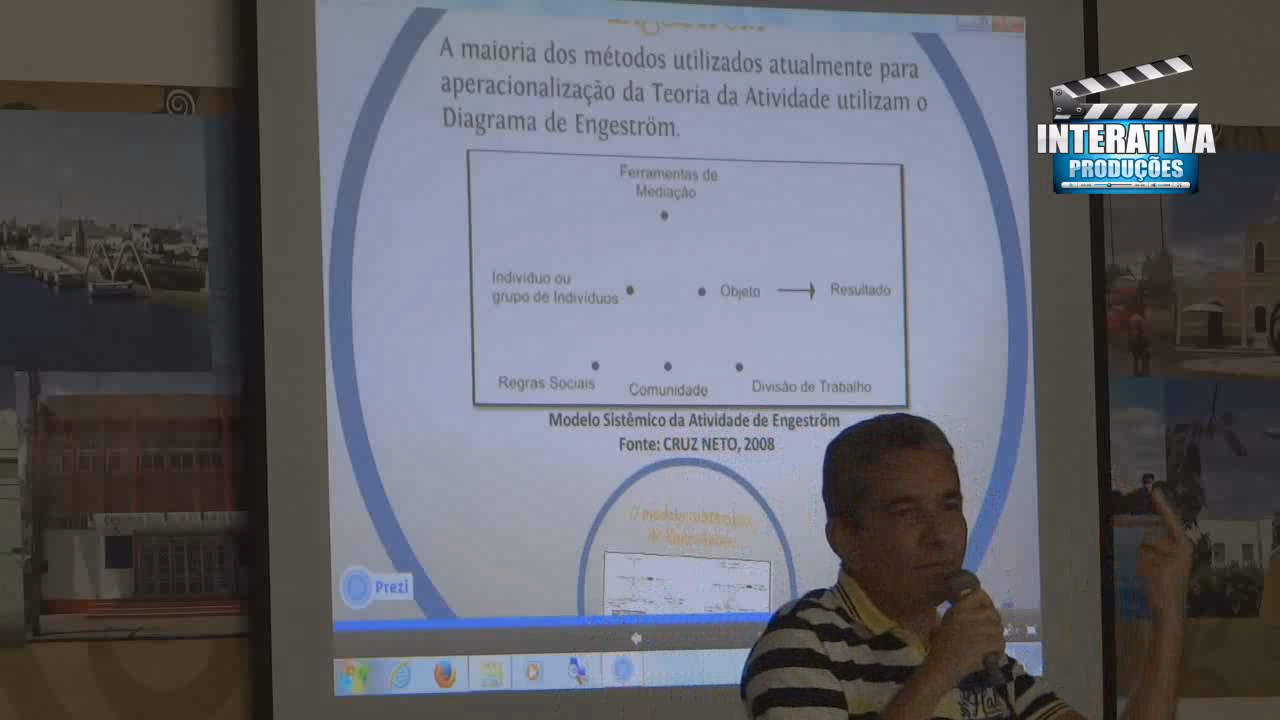 A maioria dos métodos utilizados atualmente para
aperacionalização da Teoria da Atividade utilizam o
Diagrama de Engeström.
Ferramentas de
Mediação
Indivíduo ou
grupo de Indivíduos
Objeto
Resultado
Regras Sociais
Comunidade
Divisão de Trabalho
Modelo Sistêmico da Atividade de Engeström
Fonte: CRUZ NETO, 2008
Prezi
INTERATIVA
PRODUÇÕES